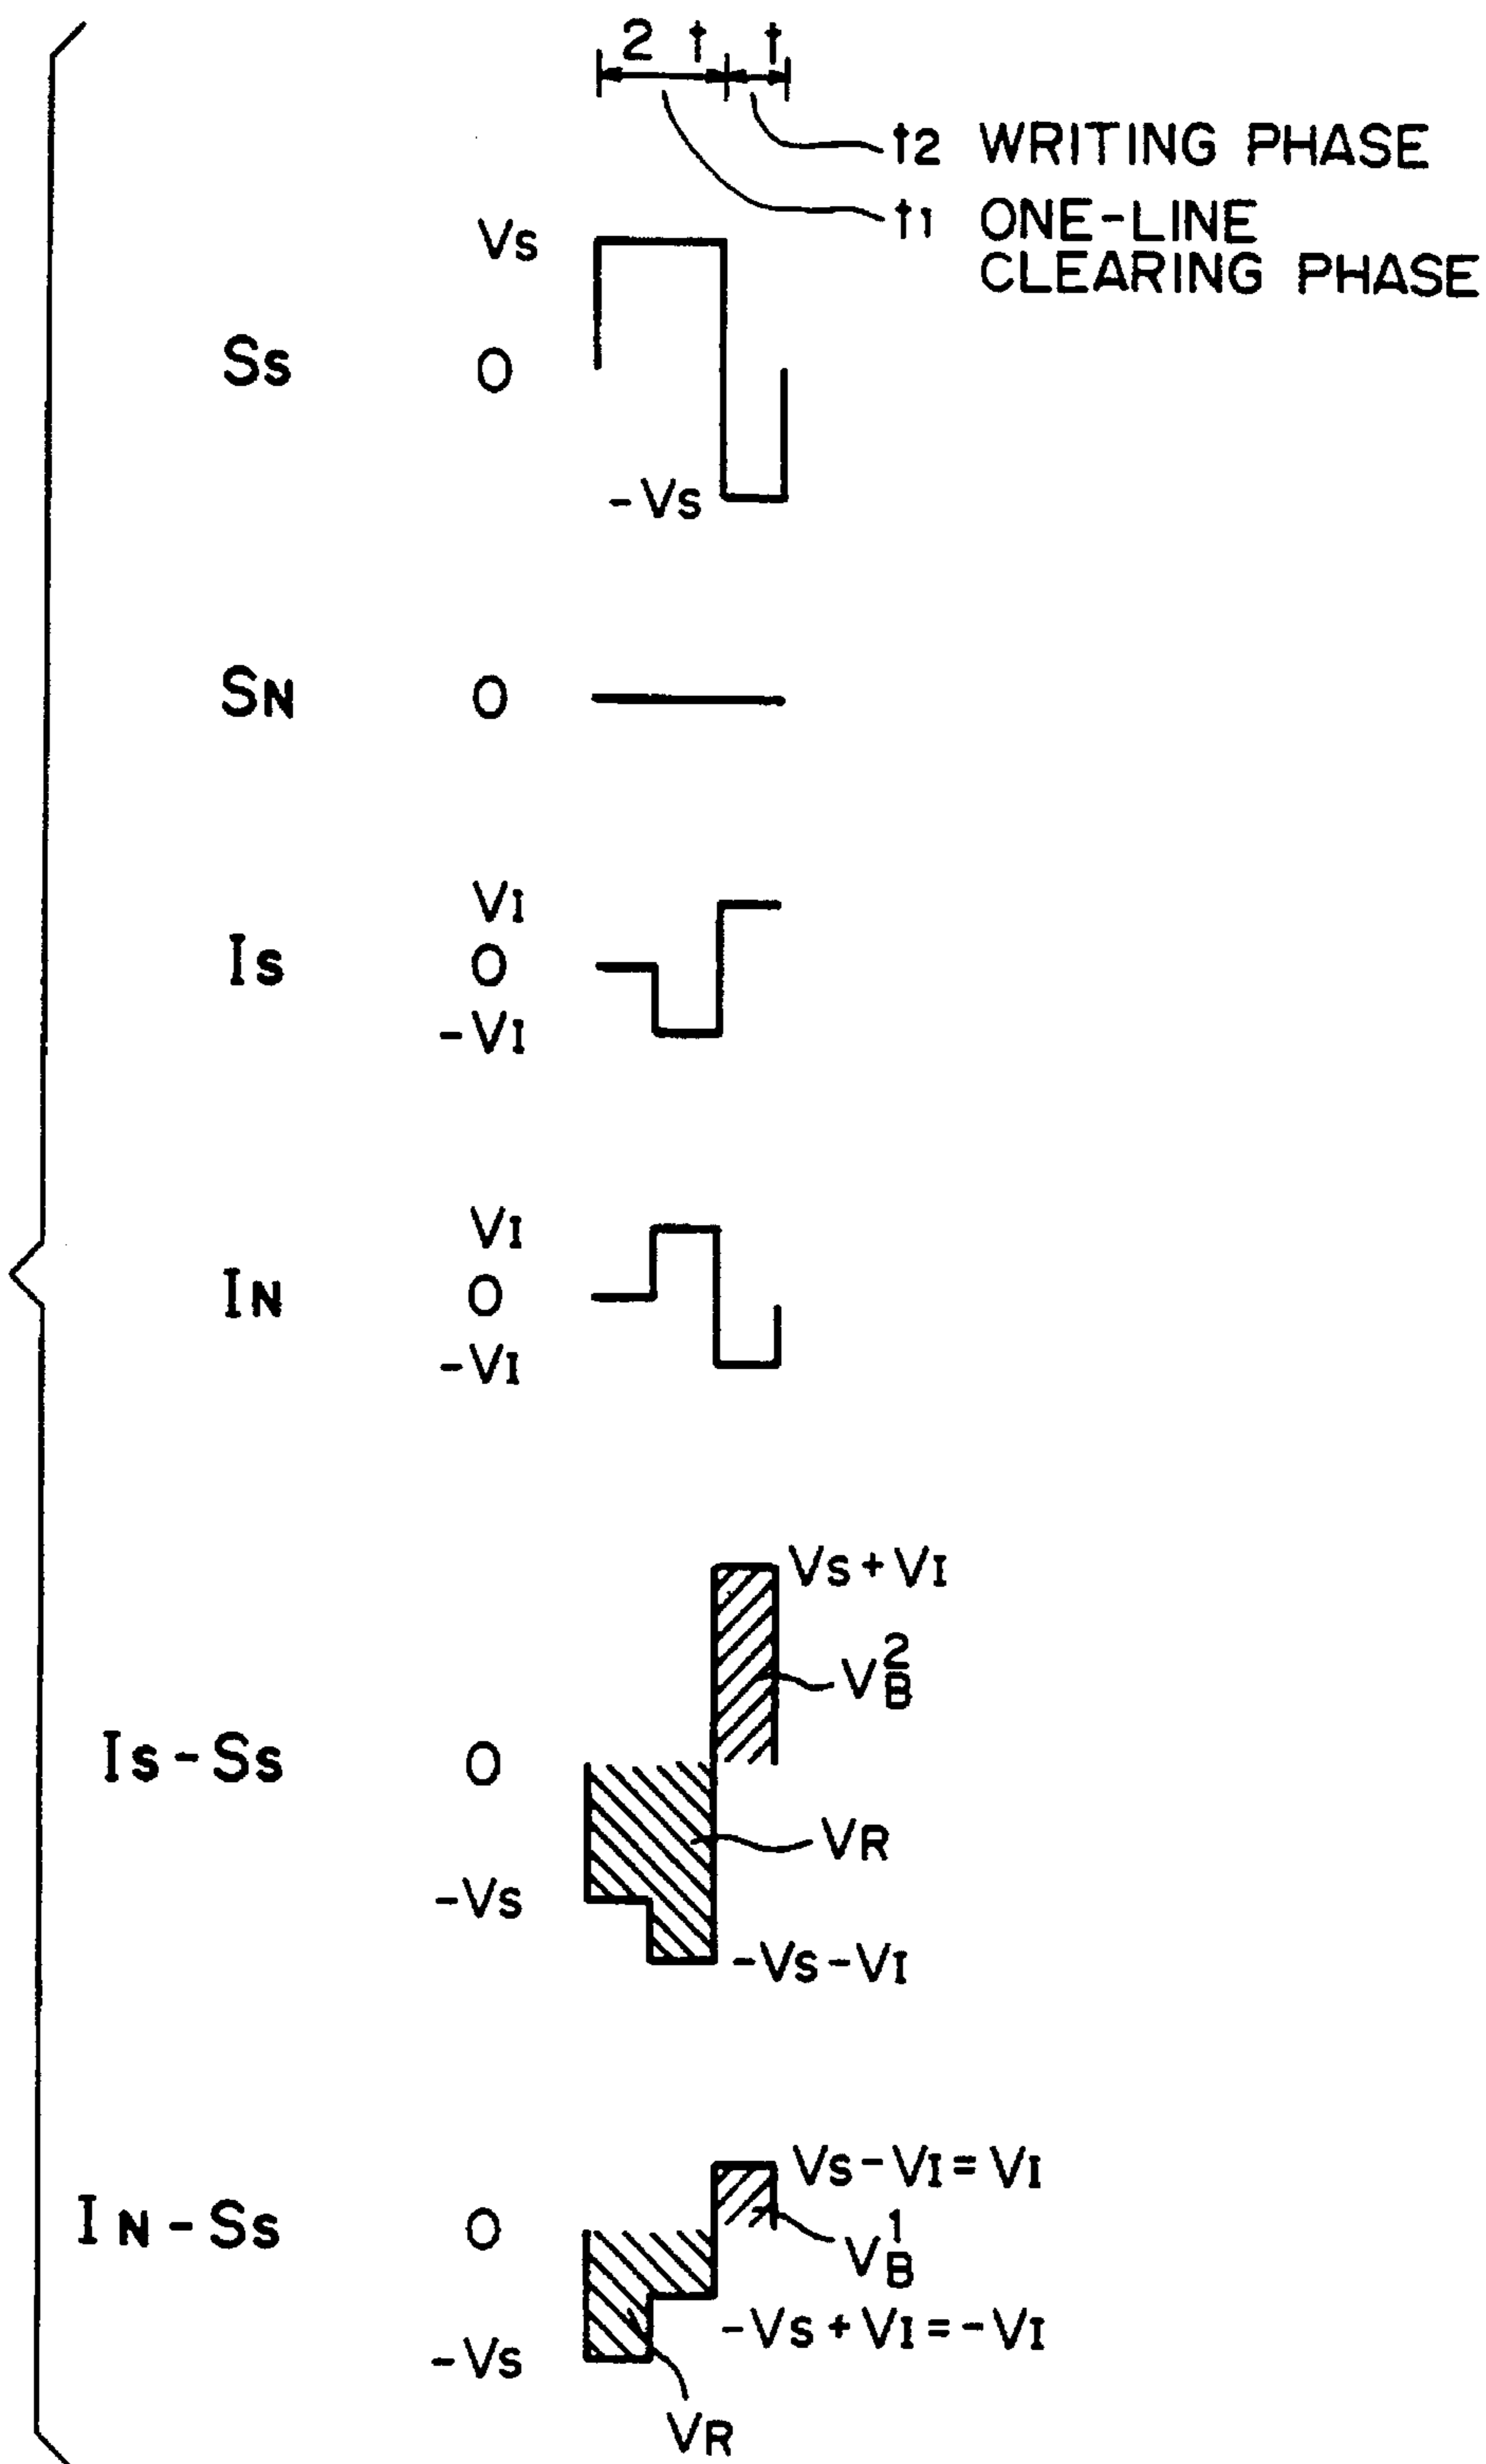 2t t
t2 WRITING PHASE
t1 ONE-LINE
CLEARING PHASE
Vs
Ss 0
-Vs
SN 0
VI
Is 0
-VI
VI
IN 0
-VI
Vs+VI
V2B
Is-Ss 0
VR
-Vs
-Vs-VI
Vs-VI=VI
IN-Ss 0
V1B
-Vs+VI=-VI
-Vs
VR